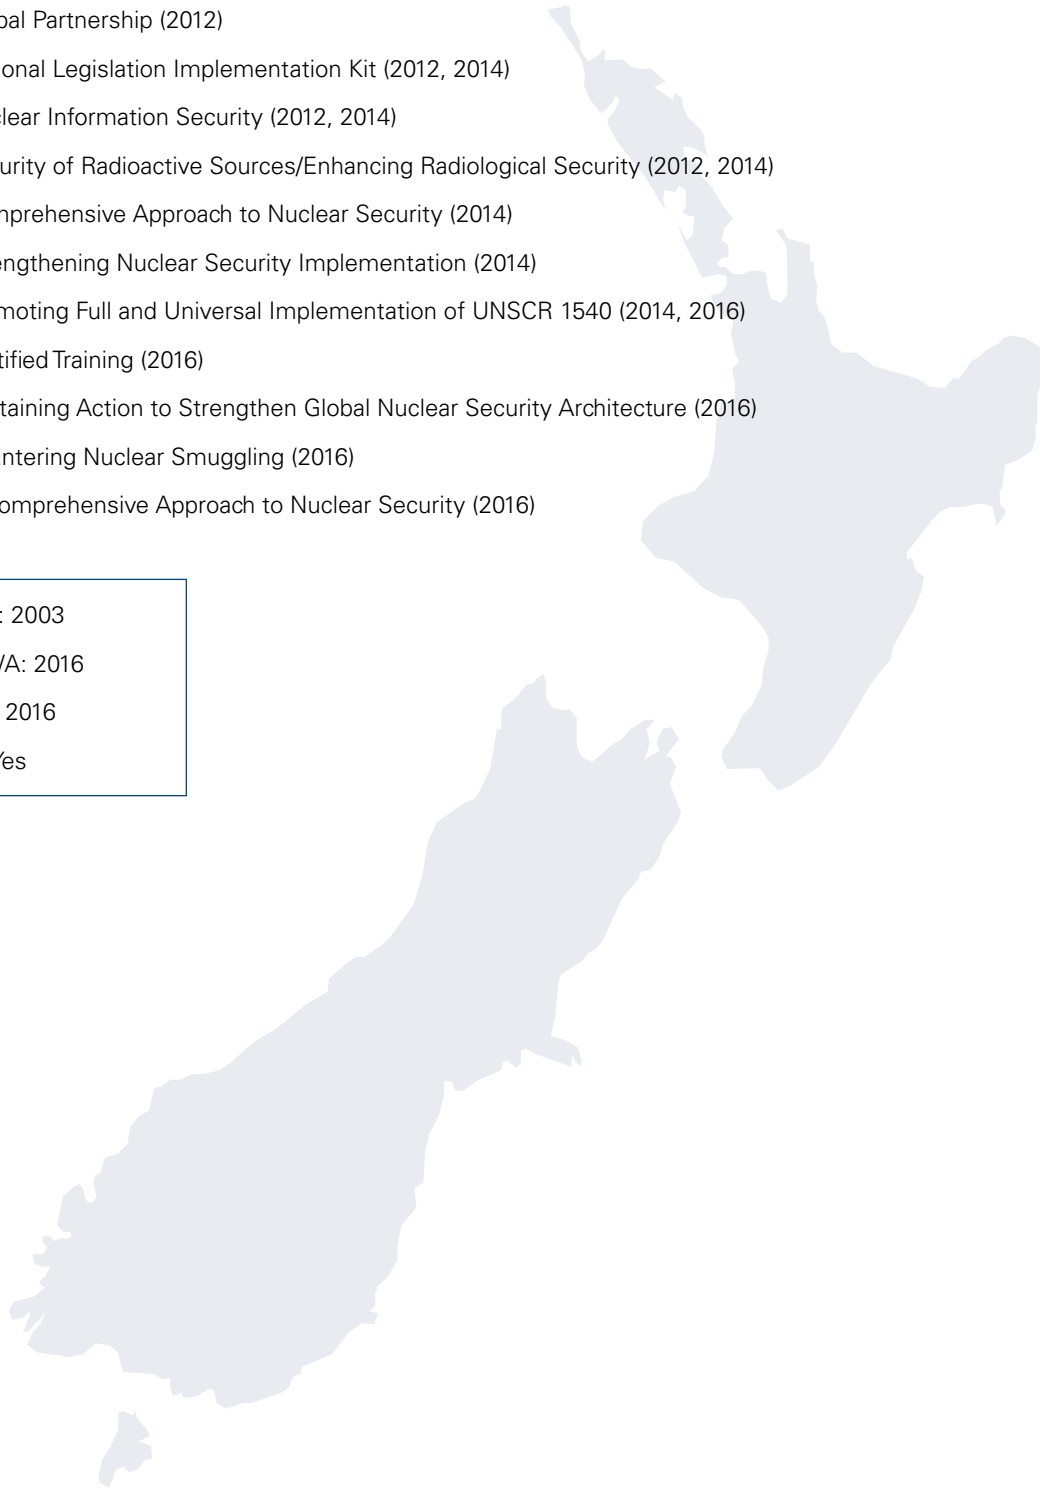 bal Partnership (2012)
ional Legislation Implementation Kit (2012, 2014)
clear Information Security (2012, 2014)
urity of Radioactive Sources/Enhancing Radiological Security (2012, 2014)
mprehensive Approach to Nuclear Security (2014)
engthening Nuclear Security Implementation (2014)
moting Full and Universal Implementation of UNSCR 1540 (2014, 2016)
tified Training (2016)
taining Action to Strengthen Global Nuclear Security Architecture (2016)
ntering Nuclear Smuggling (2016)
omprehensive Approach to Nuclear Security (2016)
: 2003
/A: 2016
2016
Yes